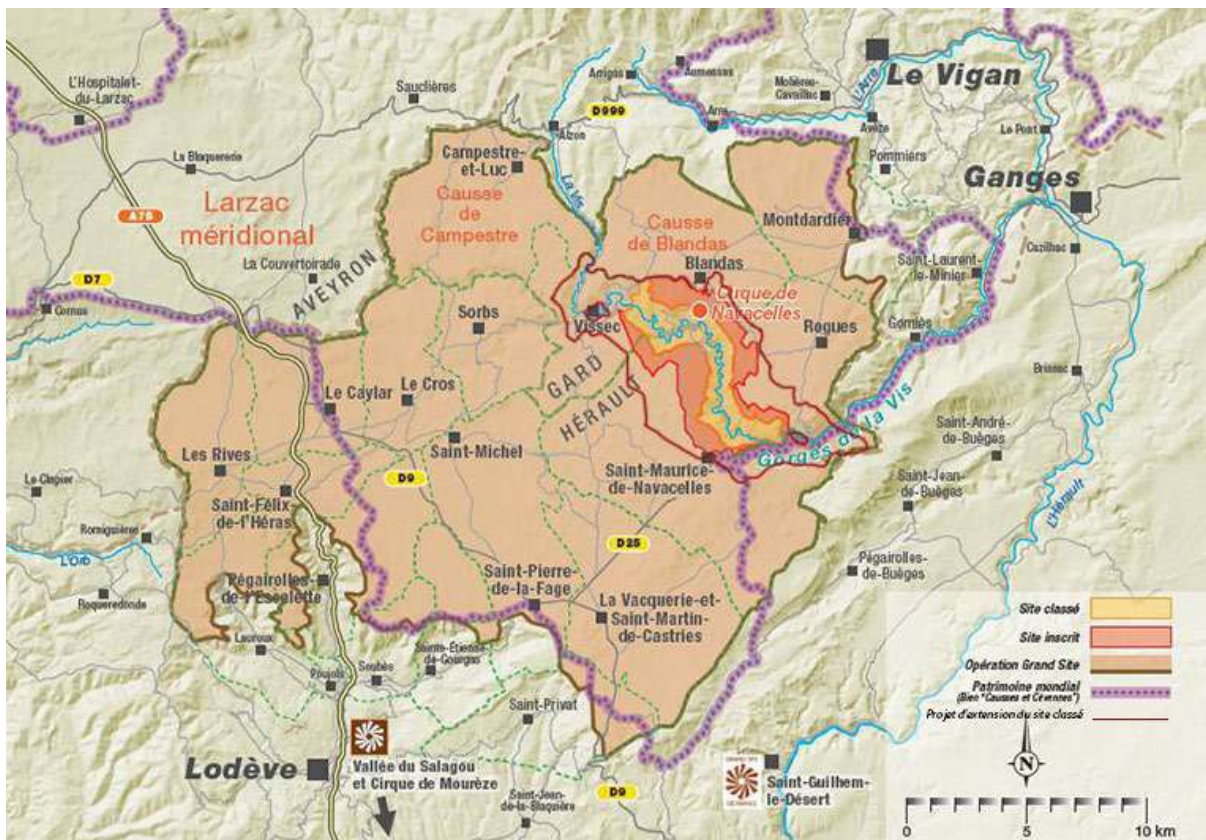 L'Hospitalet-
du-Larzac
Sauclières
Arrigas
Aumessas
Molières-
Cavaillac
L'Arre
Le Vigan
D999
Alzon
Arre
Avèze
Le Pont
La Blaquererie
Campestre-
et-Luc
La Vis
Pommiers
Ganges
A75
Larzac
méridional
Causse
de
Campestre
Causse
de Blandas
Montdardier
Blandas
Cazilhac
Saint-Laurent-
le-Minier
La Couvertoirade
D7
AVEYRON
Cornus
Cirque de
Navacelles
Sorbs
Vissec
Rogues
Gorniès
GARD
HÉRAULT
Brissac
Le Caylar
Le Cros
Gorges de la Vis
Saint-André-
de-Buèges
Saint-Michel
Les Rives
Saint-Maurice-
de-Navacelles
D9
Saint-Jean-
de-Buèges
Le Clapier
Saint-Félix-
de-l'Héras
L'Hérault
Romiguières
D25
L'Orb
Pégairolles-
de-Buèges
Pégairolles-
de-l'Escalette
Saint-Pierre-
de-la-Fage
Roqueredonde
La Vacquerie-et-
Saint-Martin-
de-Castries
Lauroux
Poujols
Soubès
Sainte-Etienne
de-Gourgas
Saint-Privat
Lodève
Vallée du Salagou
et Cirque de Mourèze
Saint-Guilhem-
le-Désert
Saint-Jean-
de-la-Blaquière
D9
Site classé
Site inscrit
Opération Grand Site
Patrimoine mondial
(Bien "Causses et Cévennes")
Projet d'extension du site classé
N
0 5 10 km